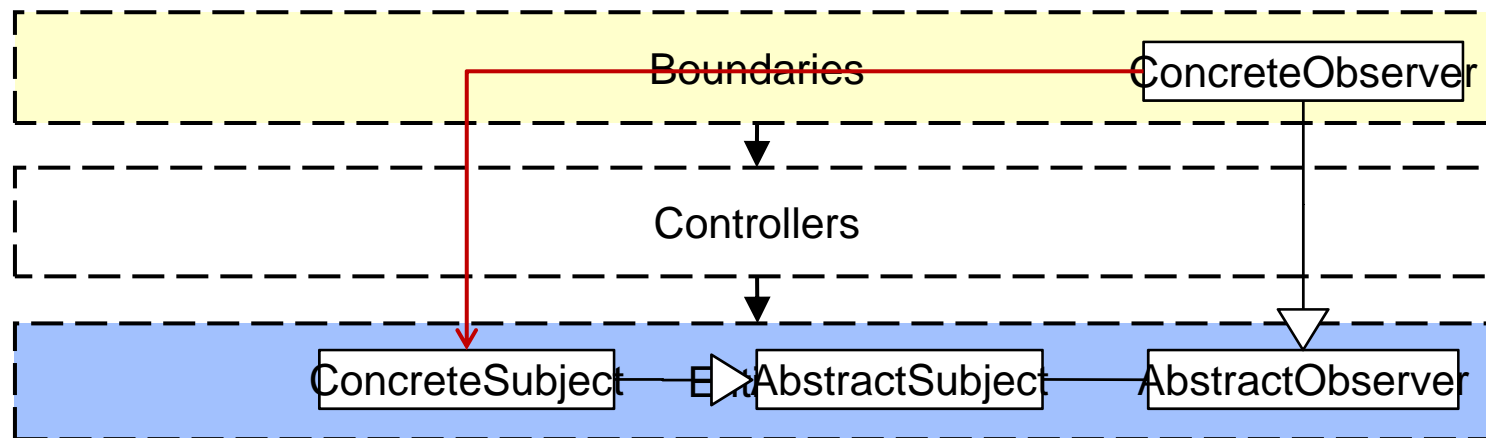 Boundaries
ConcreteObserver
Controllers
ConcreteSubject
AbstractSubject
AbstractObserver